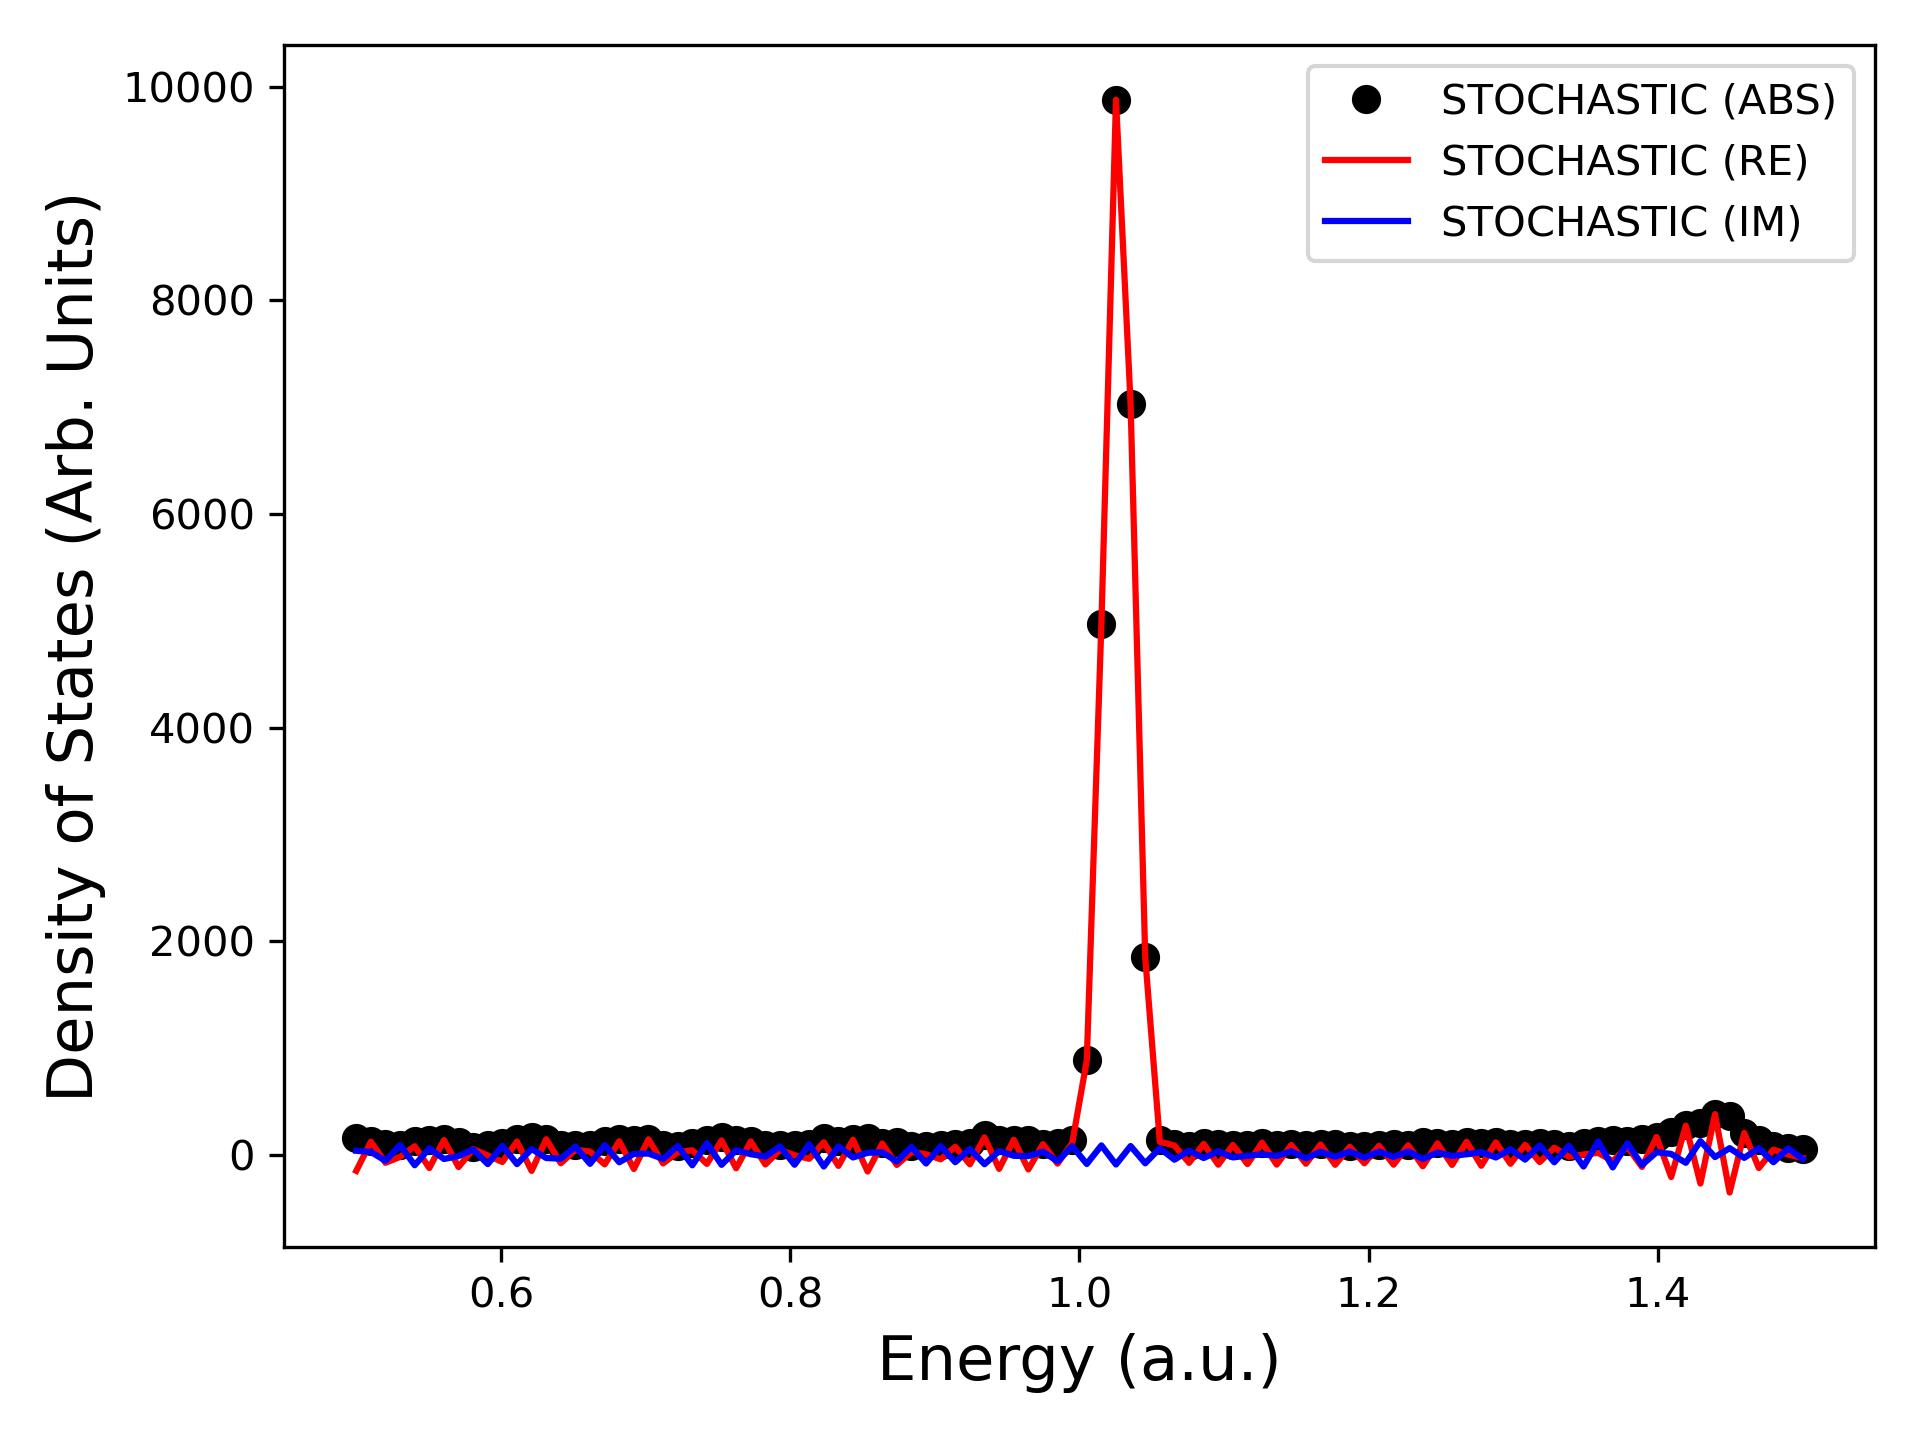 10000
8000
6000
4000
2000
0
Density of States (Arb. Units)
STOCHASTIC (ABS)
STOCHASTIC (RE)
STOCHASTIC (IM)
0.6
0.8
1.0
1.2
1.4
Energy (a.u.)